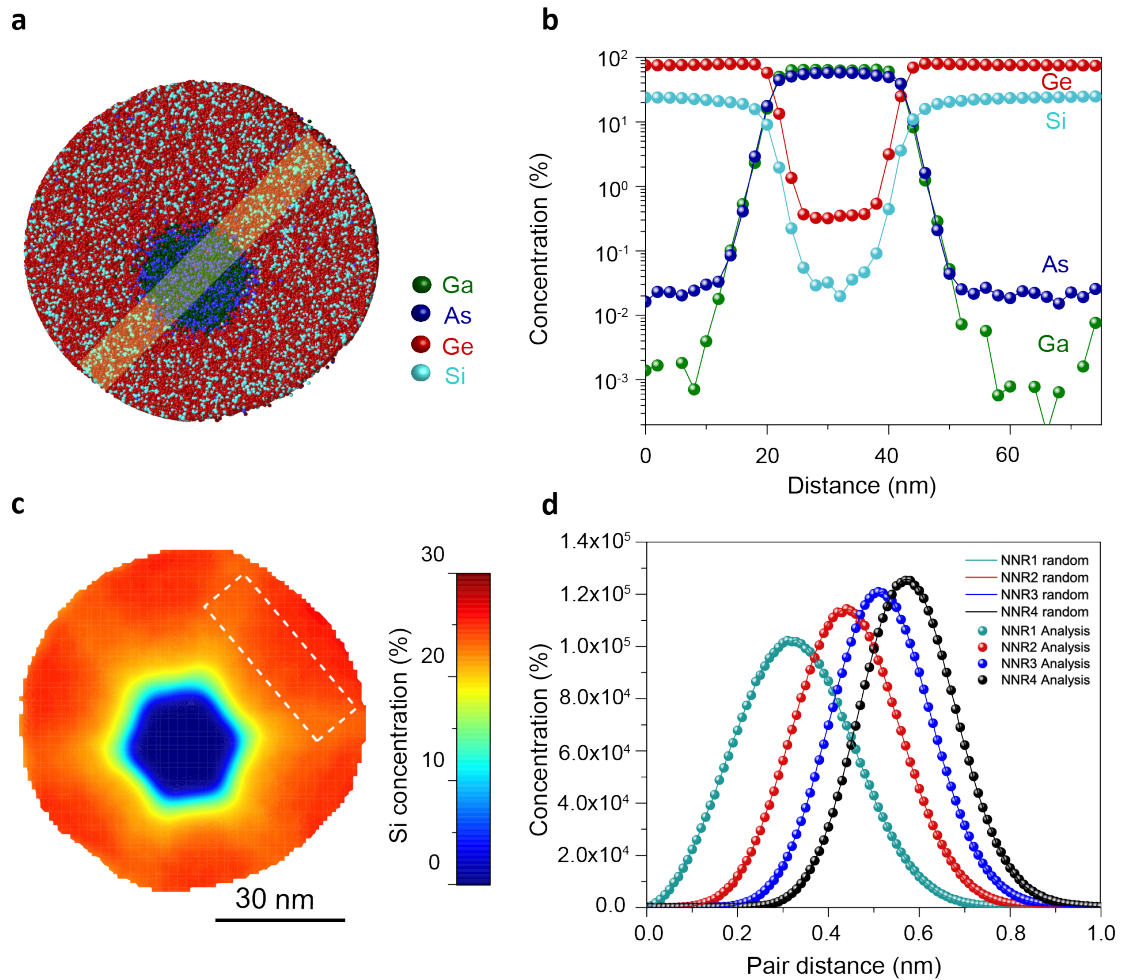 a
Ga
As
Ge
Si
b
Concentration (%)
10²
10¹
10⁰
10⁻¹
10⁻²
10⁻³
Ge
Si
As
Ga
0
20
40
60
Distance (nm)
c
30
20
10
0
Si concentration (%)
30 nm
d
Concentration (%)
1.4x10⁵
1.2x10⁵
1.0x10⁵
8.0x10⁴
6.0x10⁴
4.0x10⁴
2.0x10⁴
0.0
NNR1 random
NNR2 random
NNR3 random
NNR4 random
NNR1 Analysis
NNR2 Analysis
NNR3 Analysis
NNR4 Analysis
0.0
0.2
0.4
0.6
0.8
1.0
Pair distance (nm)